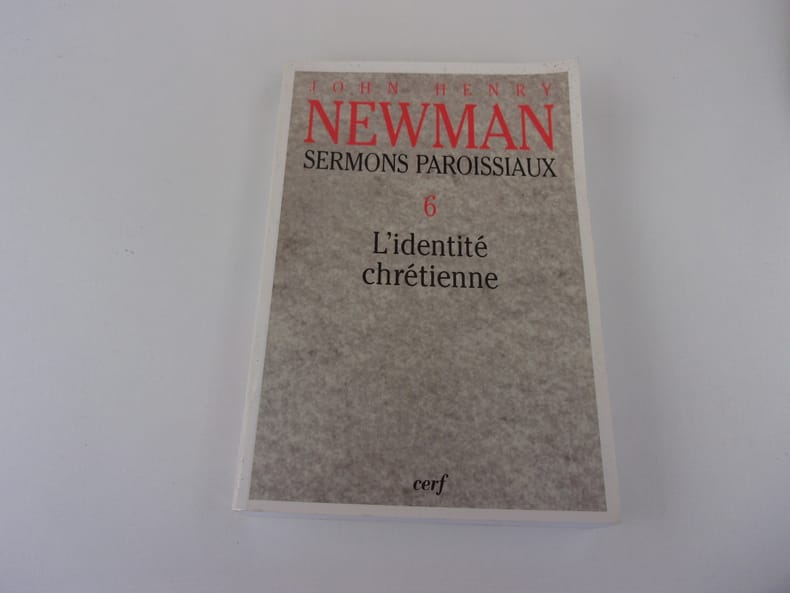 JOHN HENRY
NEWMAN
SERMONS PAROISSIAUX
6
L'identité
chrétienne
cerf